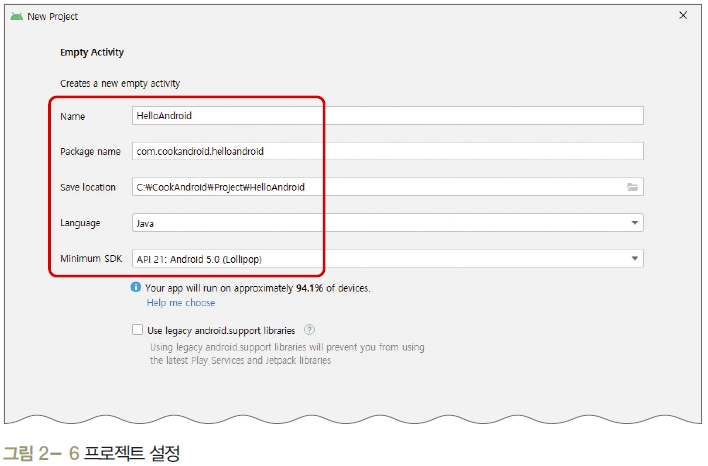 New Project
Empty Activity
Creates a new empty activity
Name HelloAndroid
Package name com.cookandroid.helloandroid
Save location C:₩CookAndroid₩Project₩HelloAndroid
Language Java
Minimum SDK API 21: Android 5.0 (Lollipop)
Your app will run on approximately 94.1% of devices.
Help me choose
Use legacy android.support libraries ?
Using legacy android.support libraries will prevent you from using
the latest Play Services and Jetpack libraries
그림 2- 6 프로젝트 설정